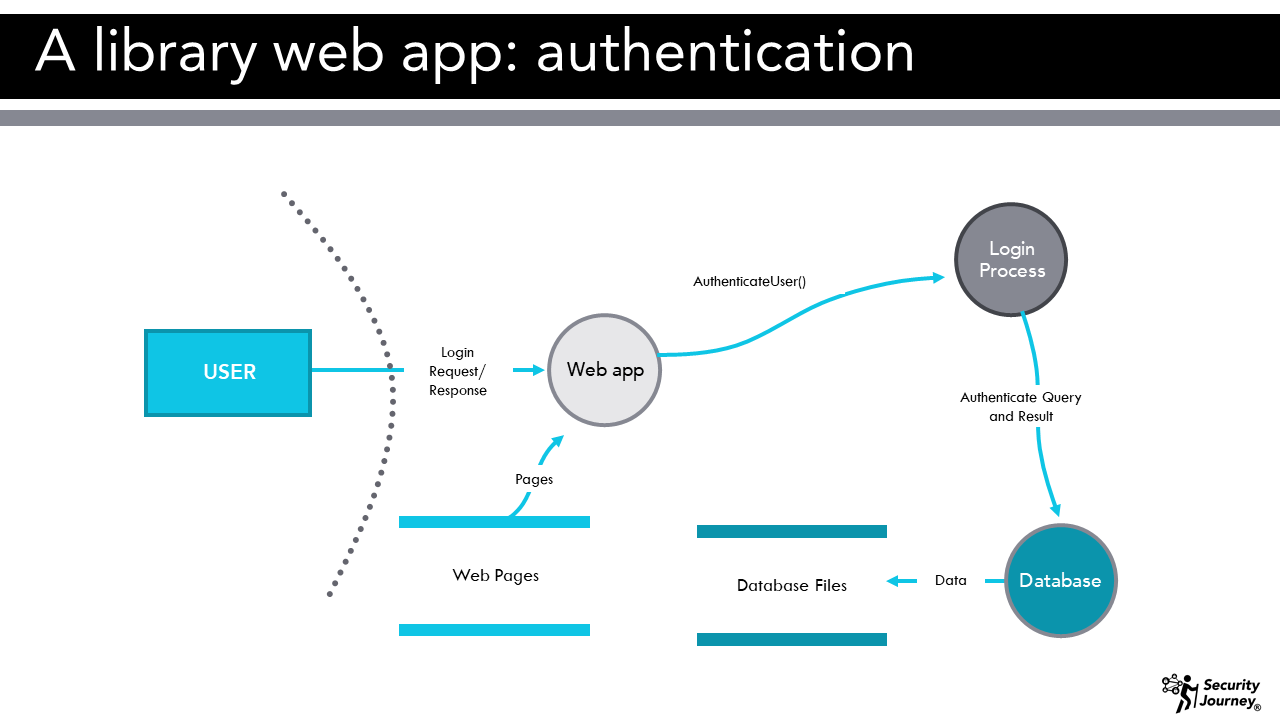 A library web app: authentication
Login
Process
AuthenticateUser()
USER
Login
Request/
Response
Web app
Authenticate Query
and Result
Pages
Web Pages
Database Files
Data
Database
Security
Journey®